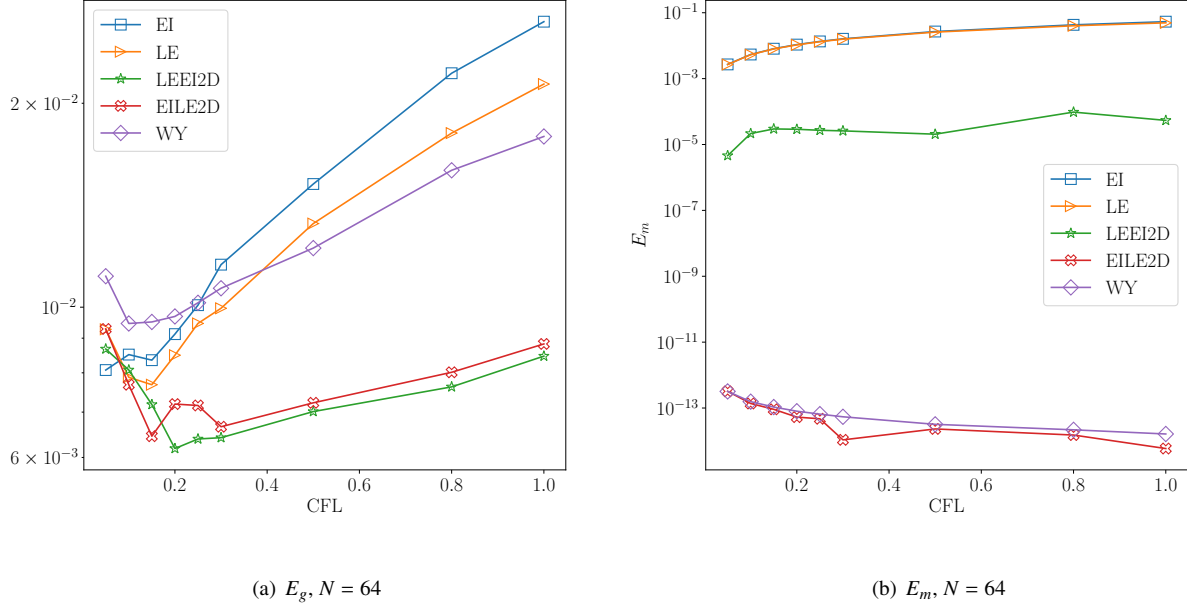 EI
LE
LEEI2D
EILE2D
WY
2 × 10⁻²
10⁻²
6 × 10⁻³
0.2 0.4 0.6 0.8 1.0
CFL
(a) E_g, N = 64
10⁻¹
10⁻³
10⁻⁵
10⁻⁷
10⁻⁹
10⁻¹¹
10⁻¹³
E_m
EI
LE
LEEI2D
EILE2D
WY
0.2 0.4 0.6 0.8 1.0
CFL
(b) E_m, N = 64